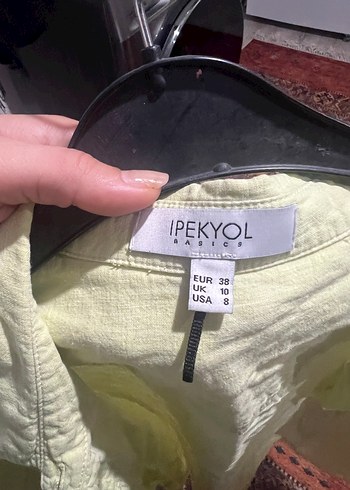 IPEKYOL
BASICS
EUR 38
UK 10
USA 8